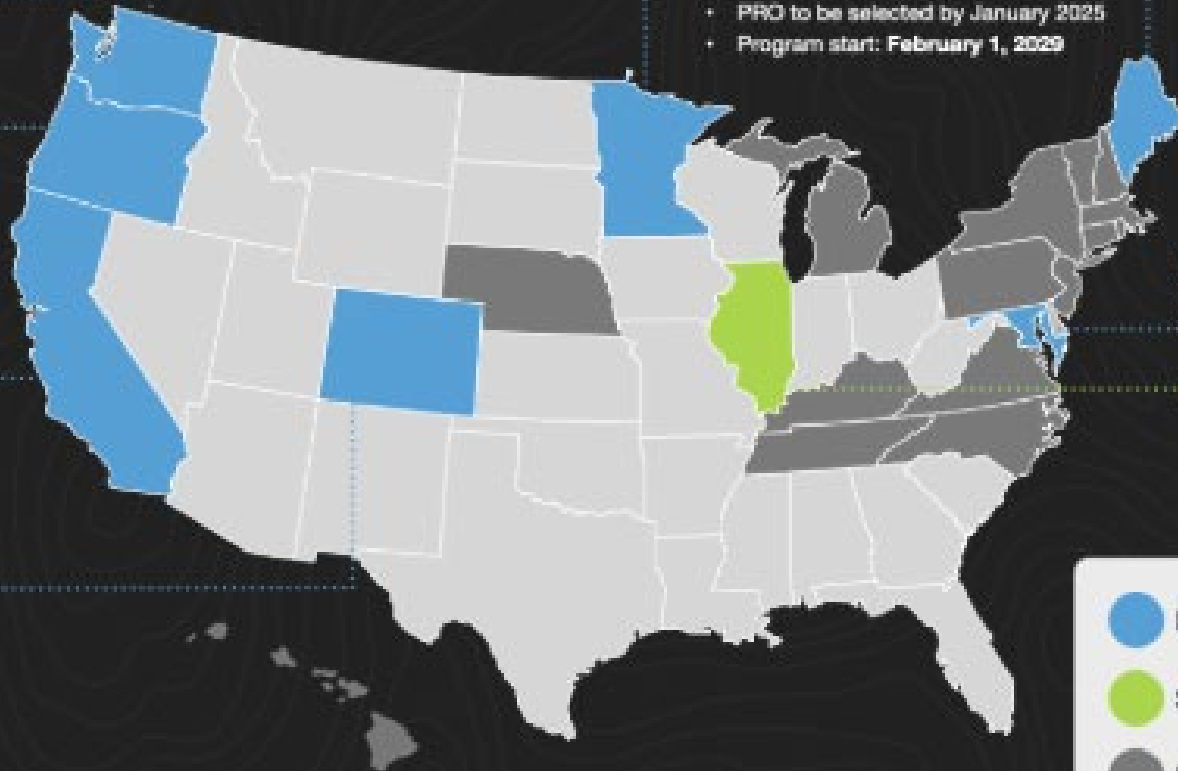 • PRO to be selected by January 2025
• Program start: February 1, 2029